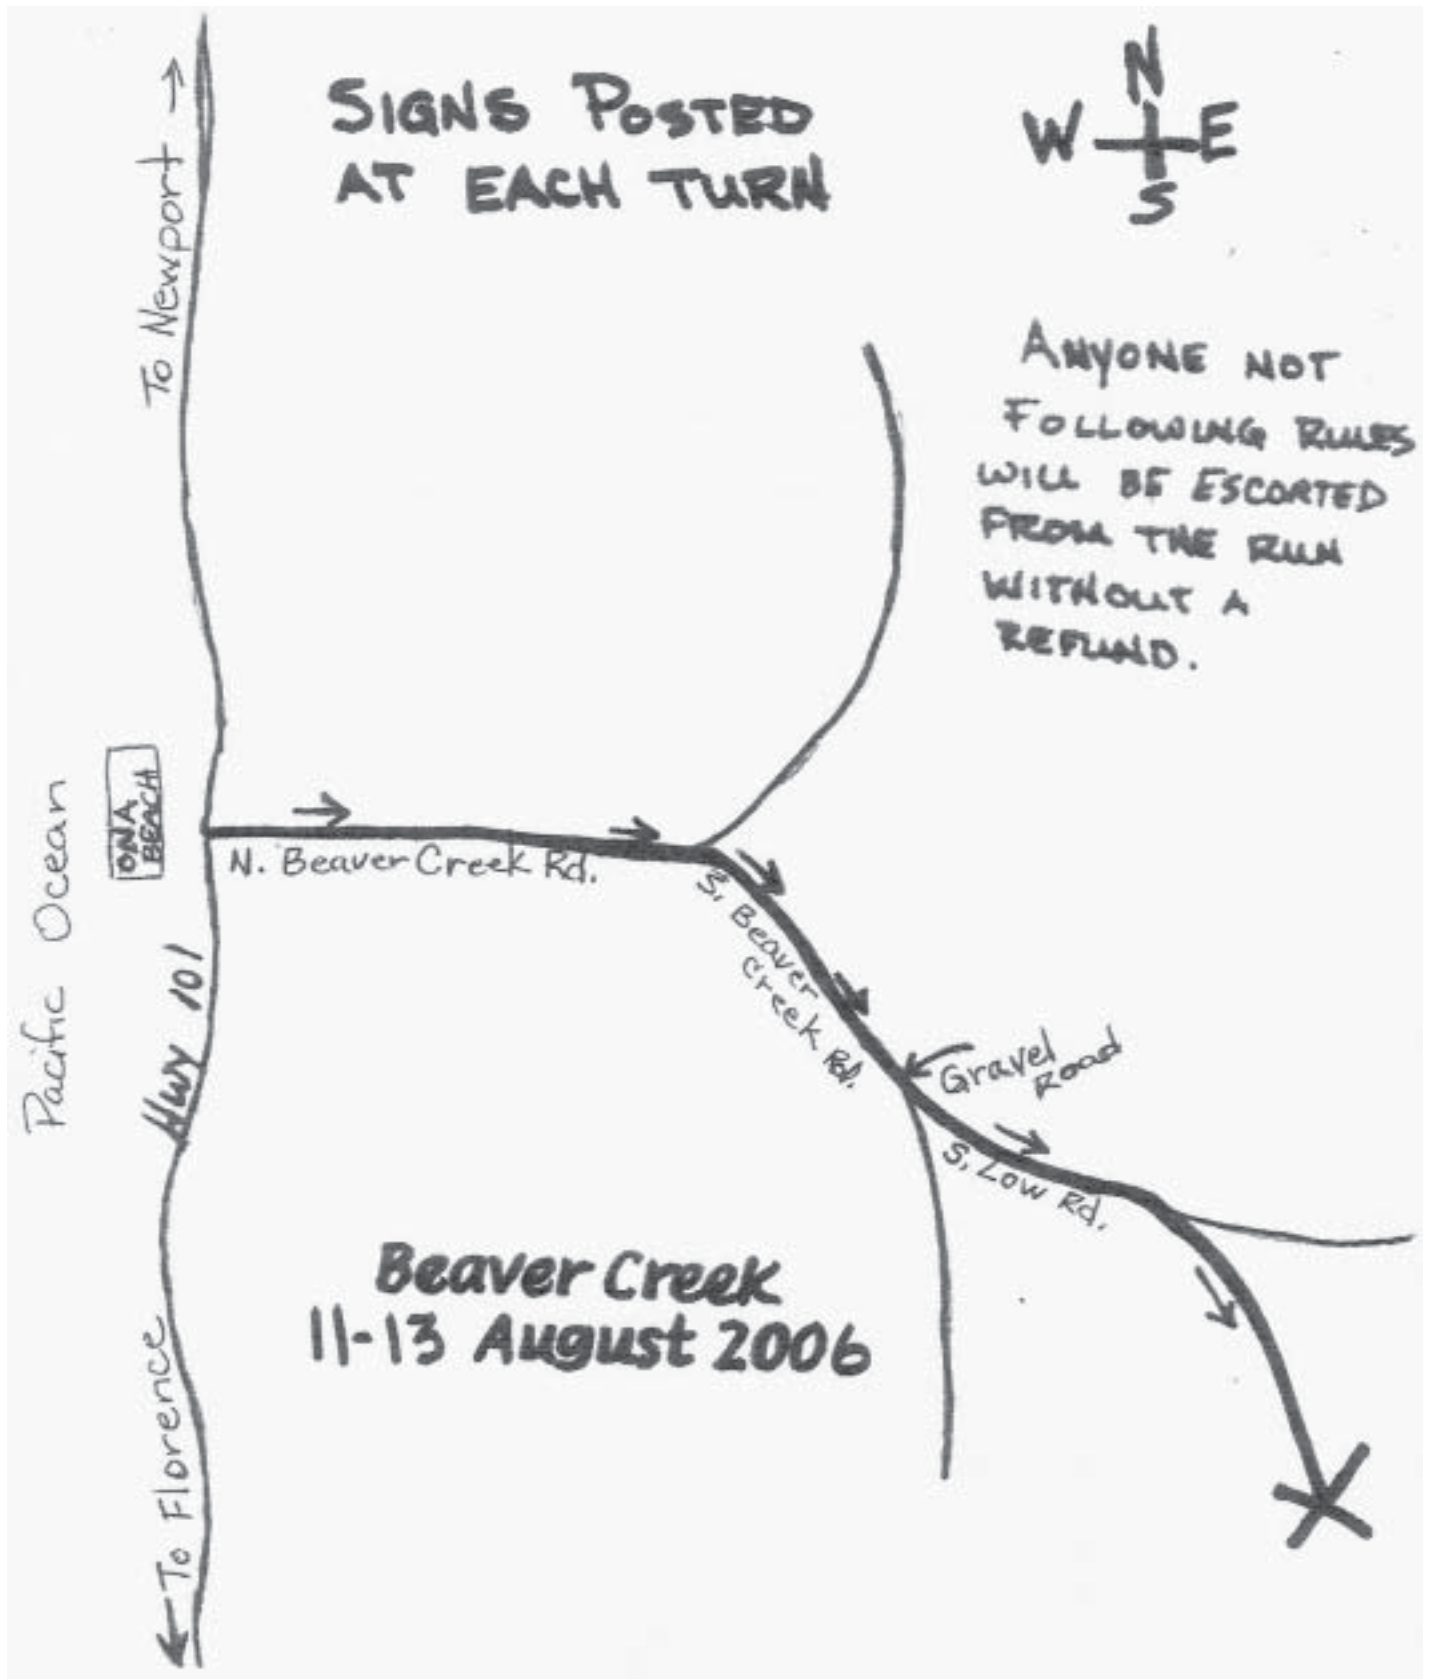 SIGNS POSTED
AT EACH TURN
N
W E
S
To Newport
ANYONE NOT
FOLLOWING RULES
WILL BE ESCORTED
FROM THE RUN
WITHOUT A
REFUND.
Pacific Ocean
ONA
BEACH
N. Beaver Creek Rd.
S. Beaver
Creek Rd.
Hwy 101
Gravel
Road
S. Low Rd.
Beaver Creek
11-13 August 2006
To Florence